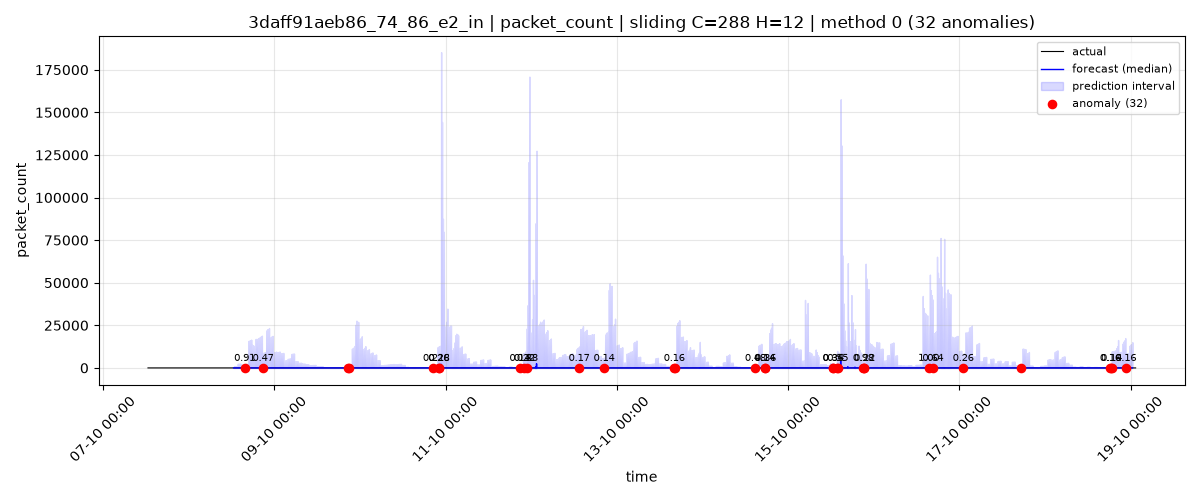 3daff91aeb86_74_86_e2_in | packet_count | sliding C=288 H=12 | method 0 (32 anomalies)
actual
forecast (median)
prediction interval
anomaly (32)
packet_count
175000
150000
125000
100000
75000
50000
25000
0
0.91 0.47 0.17 0.14 0.16 0.26 0.16
07-10 00:00
09-10 00:00
11-10 00:00
13-10 00:00
15-10 00:00
17-10 00:00
19-10 00:00
time